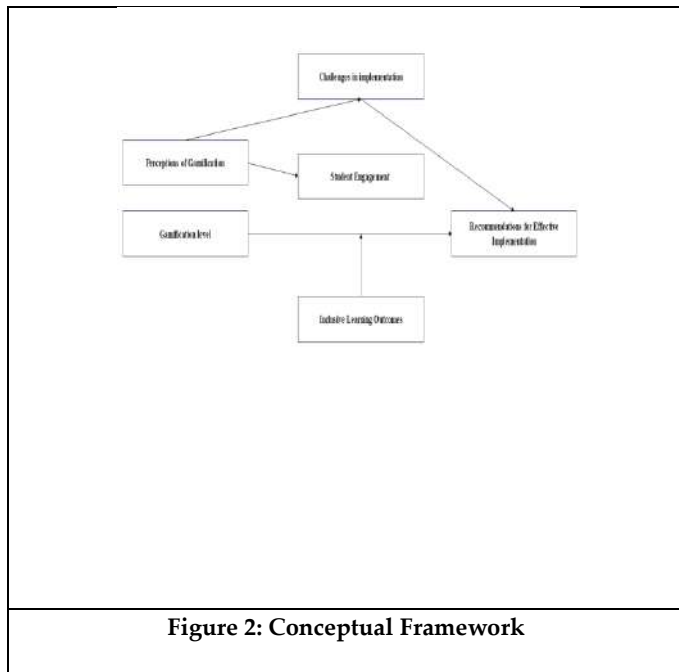 Challenges in implementation
Perceptions of Gamification
Student Engagement
Gamification level
Recommendations for Effective
Implementation
Inclusive Learning Outcomes
Figure 2: Conceptual Framework